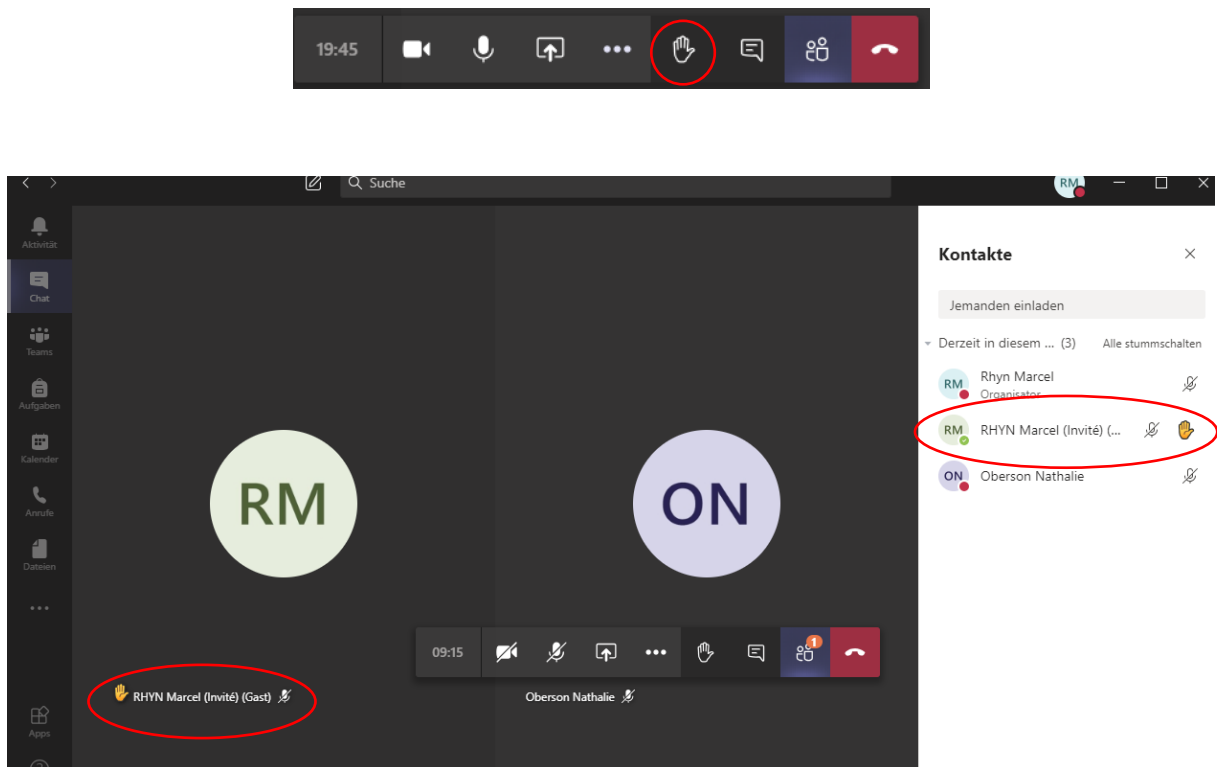 19:45
Suche
RM
Aktivität
Chat
Teams
Aufgaben
Kalender
Anrufe
Dateien
Apps
RM
ON
09:15
1
RHYN Marcel (Invité) (Gast)
Oberson Nathalie
Kontakte
Jemanden einladen
Derzeit in diesem ... (3) Alle stummschalten
RM Rhyn Marcel
Organisator
RM RHYN Marcel (Invité) (...
ON Oberson Nathalie